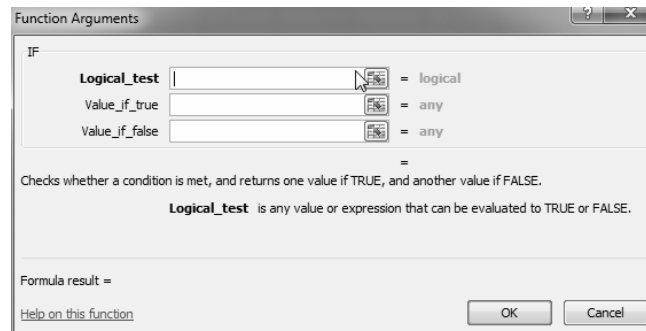 Function Arguments
? X
IF
Logical_test = logical
Value_if_true = any
Value_if_false = any
=
Checks whether a condition is met, and returns one value if TRUE, and another value if FALSE.
Logical_test is any value or expression that can be evaluated to TRUE or FALSE.
Formula result =
Help on this function
OK Cancel